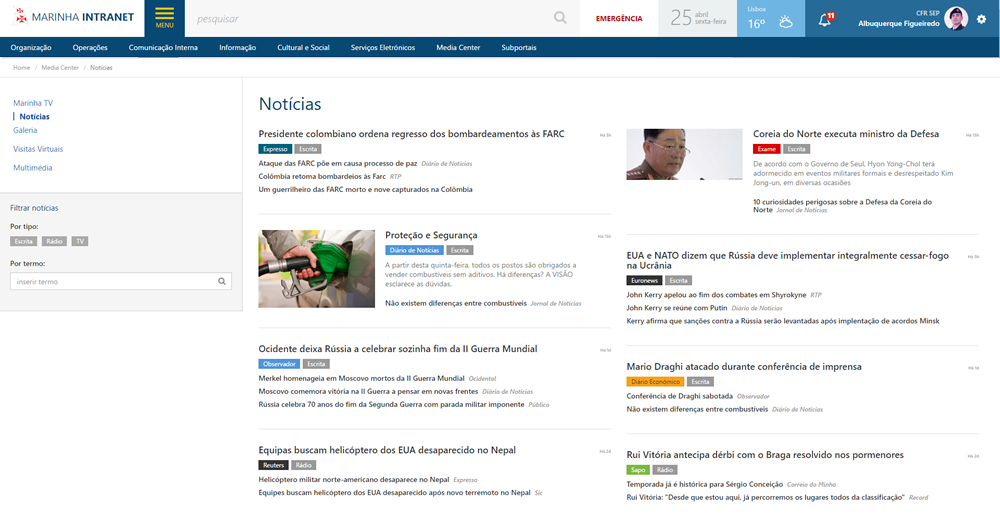 MARINHA INTRANET
MENU
pesquisar
EMERGÊNCIA
25 abril
sexta-feira
Lisboa
16º
11
CFR SEP
Albuquerque Figueiredo
Organização
Operações
Comunicação Interna
Informação
Cultural e Social
Serviços Eletrónicos
Media Center
Subportais
Home / Media Center / Notícias
Marinha TV
Notícias
Galeria
Visitas Virtuais
Multimédia
Filtrar notícias
Por tipo:
Escrita Rádio TV
Por termo:
inserir termo
Notícias
Presidente colombiano ordena regresso dos bombardeamentos às FARC
Expresso Escrita
Ataque das FARC põe em causa processo de paz Diário de Notícias
Colômbia retoma bombardeios às Farc RTP
Um guerrilheiro das FARC morto e nove capturados na Colômbia
Proteção e Segurança
Diário de Notícias Escrita
A partir desta quinta-feira, todos os postos são obrigados a
vender combustíveis sem aditivos. Há diferenças? A VISÃO
esclarece as dúvidas.
Não existem diferenças entre combustíveis Jornal de Notícias
Ocidente deixa Rússia a celebrar sozinha fim da II Guerra Mundial
Há 1d
Observador Escrita
Merkel homenageia em Moscovo mortos da II Guerra Mundial Ocidental
Moscovo comemora vitória na II Guerra a pensar em novas frentes Diário de Notícias
Rússia celebra 70 anos do fim da Segunda Guerra com parada militar imponente Público
Equipas buscam helicóptero dos EUA desaparecido no Nepal
Há 2d
Reuters Rádio
Helicóptero militar norte-americano desaparece no Nepal Expresso
Equipes buscam helicóptero dos EUA desaparecido após novo terremoto no Nepal Sic
Coreia do Norte executa ministro da Defesa
Exame Escrita
De acordo com o Governo de Seul, Hyon Yong-Chol terá
adormecido em eventos militares formais e desrespeitado Kim
Jong-un, em diversas ocasiões
10 curiosidades perigosas sobre a Defesa da Coreia do
Norte Jornal de Notícias
EUA e NATO dizem que Rússia deve implementar integralmente cessar-fogo
na Ucrânia
Euronews Escrita
John Kerry apelou ao fim dos combates em Shyrokyne RTP
John Kerry se reúne com Putin Diário de Notícias
Kerry afirma que sanções contra a Rússia serão levantadas após implentação de acordos Minsk
Mario Draghi atacado durante conferência de imprensa
Há 1d
Diário Económico Escrita
Conferência de Draghi sabotada Observador
Não existem diferenças entre combustíveis Diário de Notícias
Rui Vitória antecipa dérbi com o Braga resolvido nos pormenores
Há 2d
Sapo Rádio
Temporada já é histórica para Sérgio Conceição Correio do Minho
Rui Vitória: "Desde que estou aqui, já percorremos os lugares todos da classificação" Record